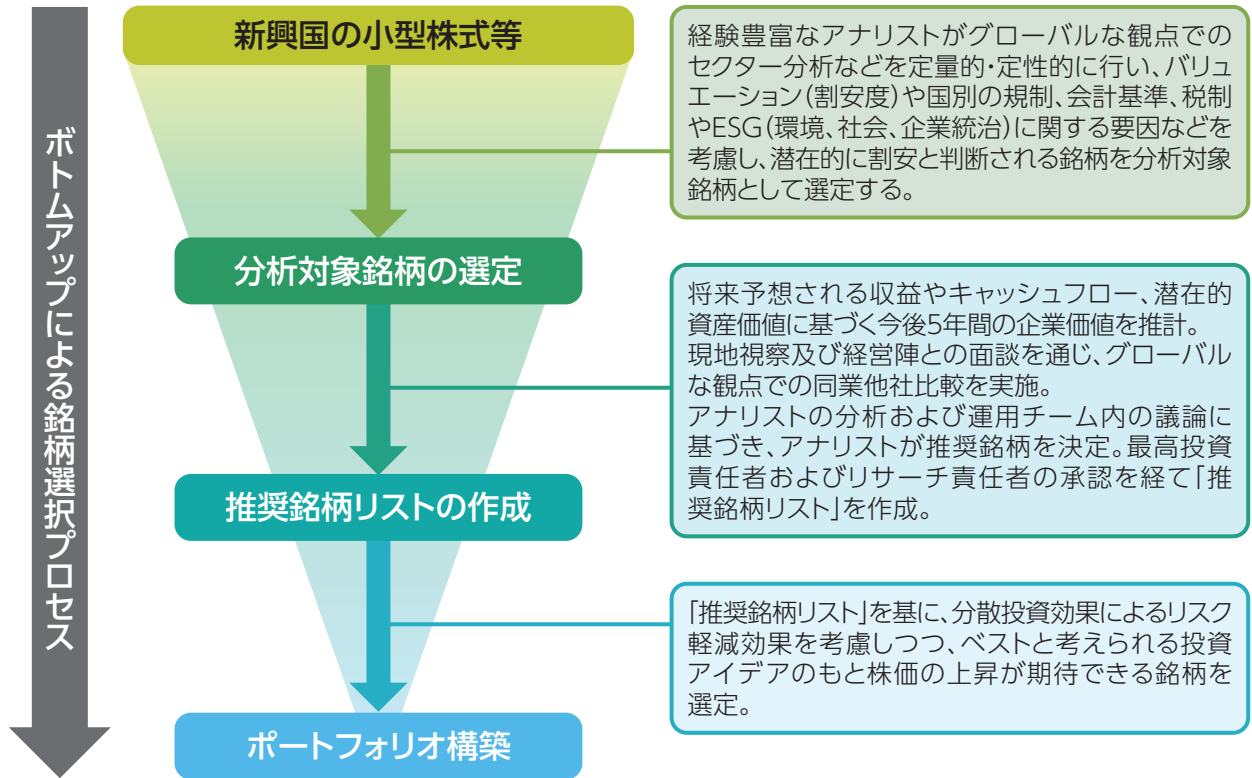 ボトムアップによる銘柄選択プロセス
新興国の小型株式等
経験豊富なアナリストがグローバルな観点での
セクター分析などを定量的・定性的に行い、バリュ
エーション(割安度)や国別の規制、会計基準、税制
やESG(環境、社会、企業統治)に関する要因などを
考慮し、潜在的に割安と判断される銘柄を分析対象
銘柄として選定する。
分析対象銘柄の選定
将来予想される収益やキャッシュフロー、潜在的
資産価値に基づく今後5年間の企業価値を推計。
現地視察及び経営陣との面談を通じ、グローバル
な観点での同業他社比較を実施。
アナリストの分析および運用チーム内の議論に
基づき、アナリストが推奨銘柄を決定。最高投資
責任者およびリサーチ責任者の承認を経て「推
奨銘柄リスト」を作成。
推奨銘柄リストの作成
「推奨銘柄リスト」を基に、分散投資効果によるリスク
軽減効果を考慮しつつ、ベストと考えられる投資
アイデアのもと株価の上昇が期待できる銘柄を
選定。
ポートフォリオ構築